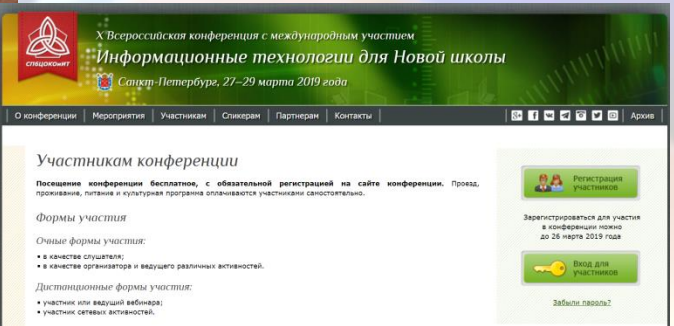 X Всероссийская конференция с международным участием
Информационные технологии для Новой школы
СПбЦОКОиИТ
Санкт-Петербург, 27–29 марта 2019 года
О конференции Мероприятия Участникам Спикерам Партнерам Контакты Архив
Участникам конференции
Посещение конференции бесплатное, с обязательной регистрацией на сайте конференции. Проезд,
проживание, питание и культурная программа оплачиваются участниками самостоятельно.
Формы участия
Очные формы участия:
• в качестве слушателя;
• в качестве организатора и ведущего различных активностей.
Дистанционные формы участия:
• участник или ведущий вебинара;
• участник сетевых активностей.
Регистрация
участников
Зарегистрироваться для участия
в конференции можно
до 26 марта 2019 года
Вход для
участников
Забыли пароль?